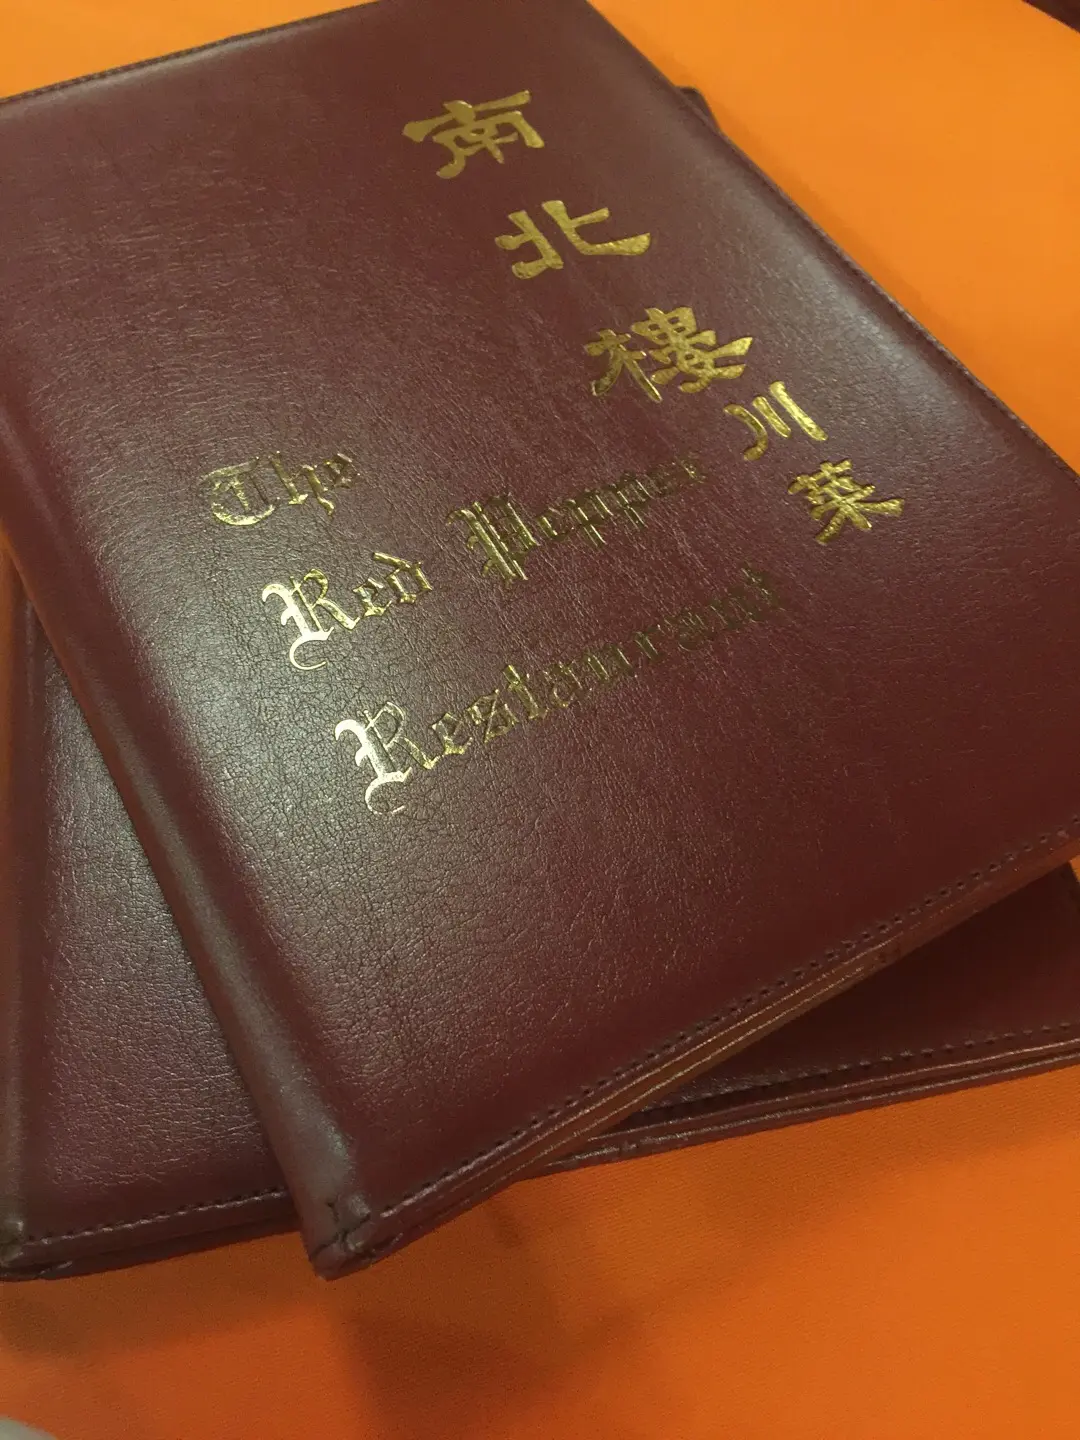 南北樓
川菜
The
Red Pepper
Restaurant